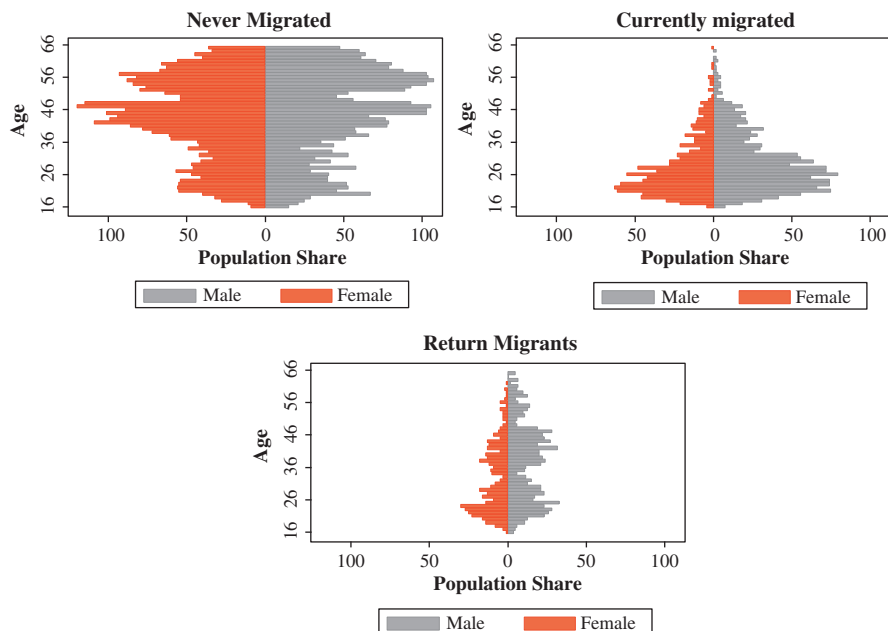 Never Migrated
Age
66
56
46
36
26
16
100 50 0 50 100
Population Share
Male Female
Currently migrated
Age
66
56
46
36
26
16
100 50 0 50 100
Population Share
Male Female
Return Migrants
Age
66
56
46
36
26
16
100 50 0 50 100
Population Share
Male Female